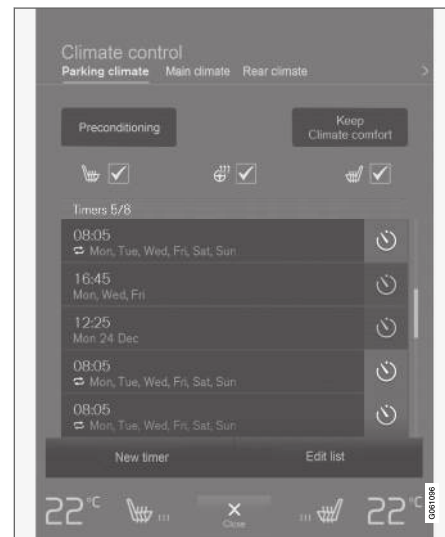 Climate control
Parking climate Main climate Rear climate
Preconditioning
Keep
Climate comfort
Timers 5/8
08:05
Mon, Tue, Wed, Fri, Sat, Sun
16:45
Mon, Wed, Fri
12:25
Mon 24 Dec
08:05
Mon, Tue, Wed, Fri, Sat, Sun
08:05
Mon, Tue, Wed, Fri, Sat, Sun
New timer Edit list
22°C 22°C
Close
G061096